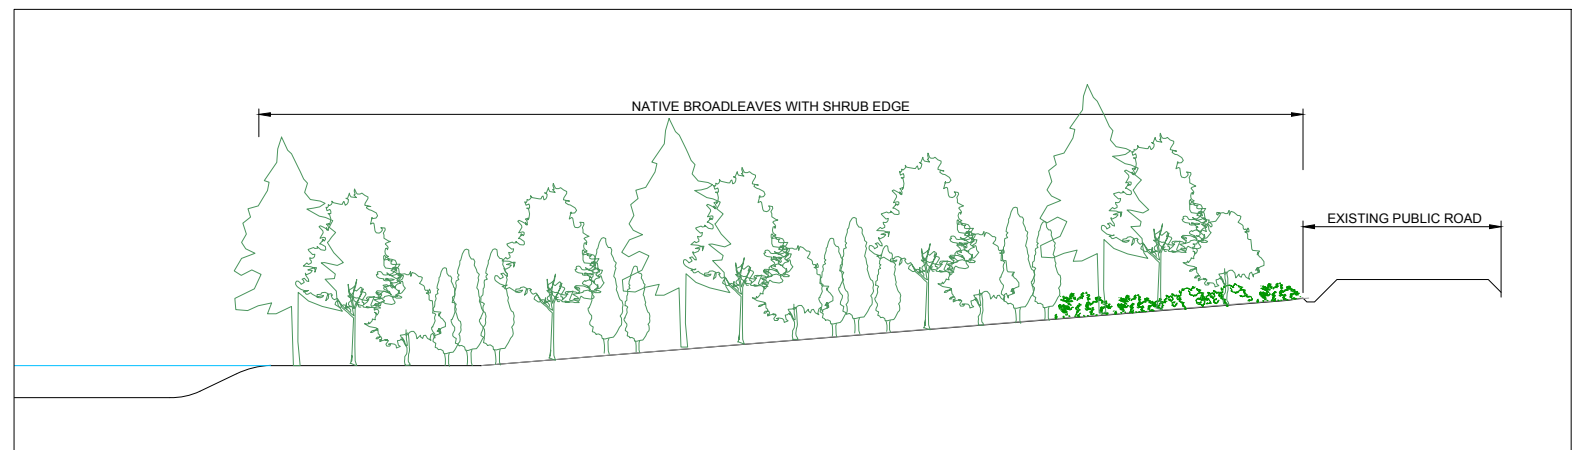 NATIVE BROADLEAVES WITH SHRUB EDGE
EXISTING PUBLIC ROAD